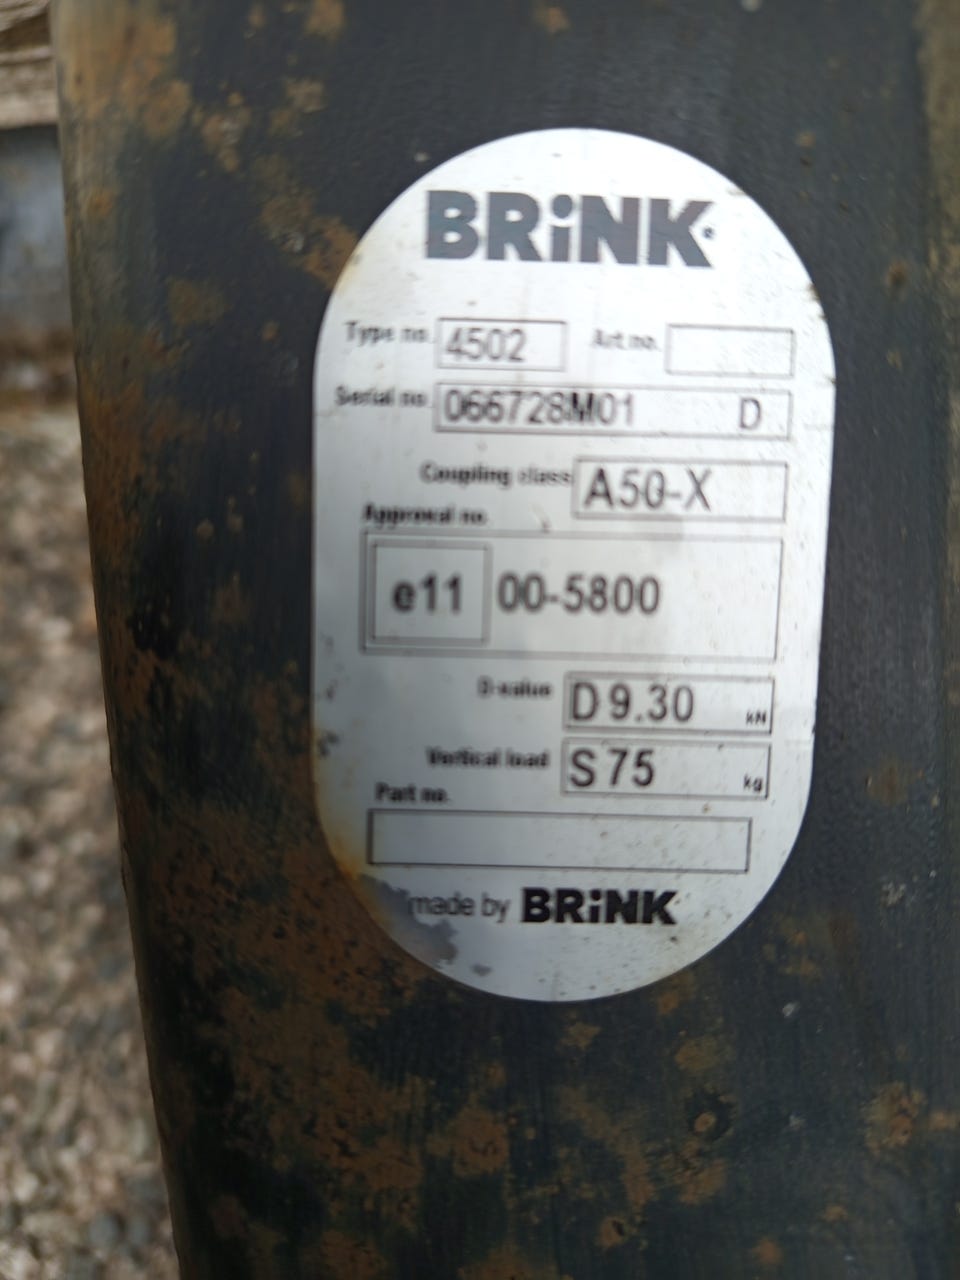 BRiNK
Type no. 4502 Art no.
Serial no. 066728M01 D
Coupling class A50-X
Approval no.
e11 00-5800
D-value D 9.30 kN
Vertical load S 75 kg
Part no.
made by BRiNK